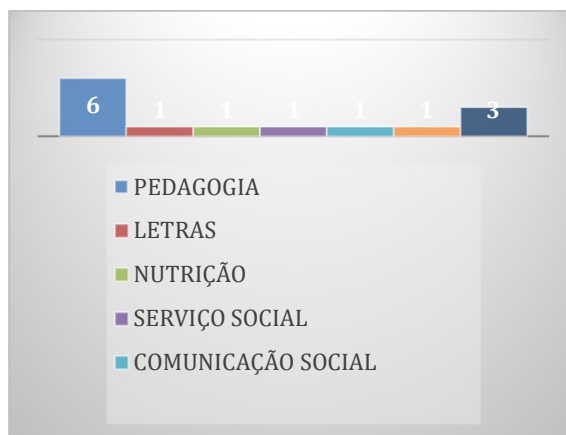 6 1 1 1 1 1 3
PEDAGOGIA
LETRAS
NUTRIÇÃO
SERVIÇO SOCIAL
COMUNICAÇÃO SOCIAL